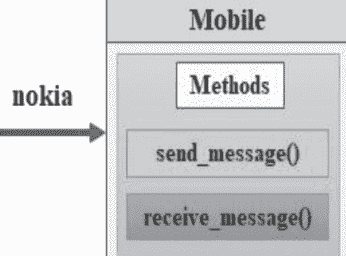 Mobile
Methods
nokia
send_message()
receive_message()